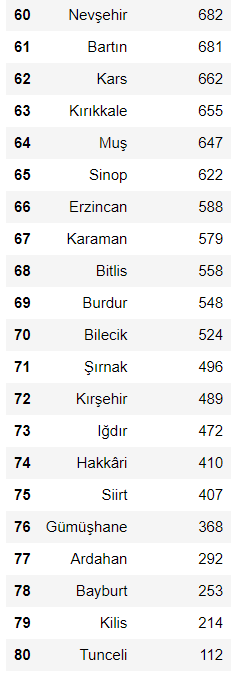 60 Nevşehir 682
61 Bartın 681
62 Kars 662
63 Kırıkkale 655
64 Muş 647
65 Sinop 622
66 Erzincan 588
67 Karaman 579
68 Bitlis 558
69 Burdur 548
70 Bilecik 524
71 Şırnak 496
72 Kırşehir 489
73 Iğdır 472
74 Hakkâri 410
75 Siirt 407
76 Gümüşhane 368
77 Ardahan 292
78 Bayburt 253
79 Kilis 214
80 Tunceli 112